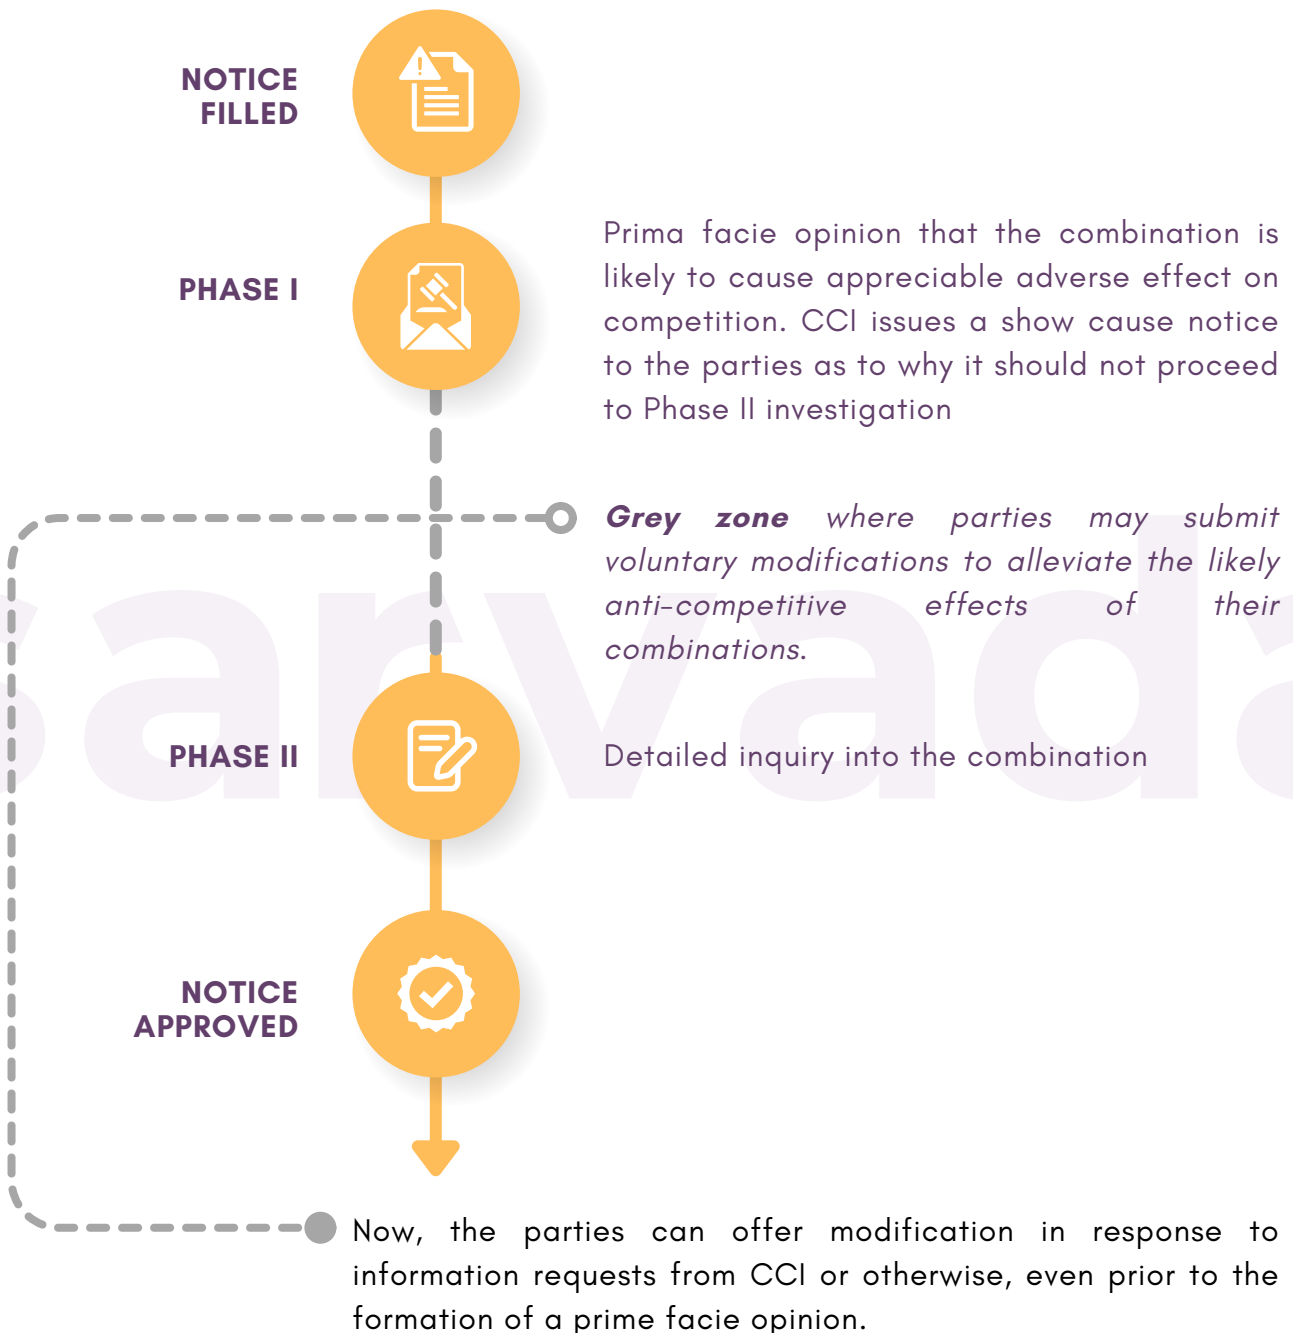 NOTICE
FILLED
PHASE I
Prima facie opinion that the combination is
likely to cause appreciable adverse effect on
competition. CCI issues a show cause notice
to the parties as to why it should not proceed
to Phase II investigation
Grey zone where parties may submit
voluntary modifications to alleviate the likely
anti-competitive effects of their
combinations.
sarvada
PHASE II
Detailed inquiry into the combination
NOTICE
APPROVED
Now, the parties can offer modification in response to
information requests from CCI or otherwise, even prior to the
formation of a prime facie opinion.